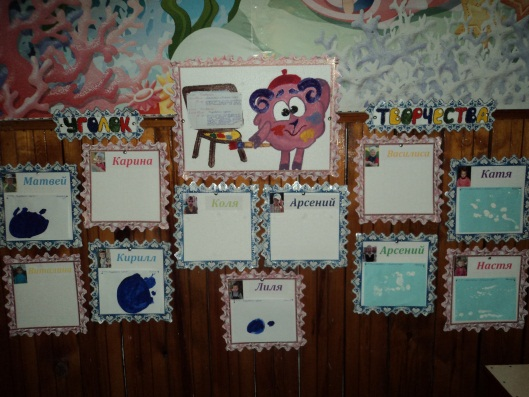 УГОЛОК ТВОРЧЕСТВА
Матвей
Карина
Коля
Арсений
Василиса
Катя
Кирилл
Лиля
Арсений
Настя